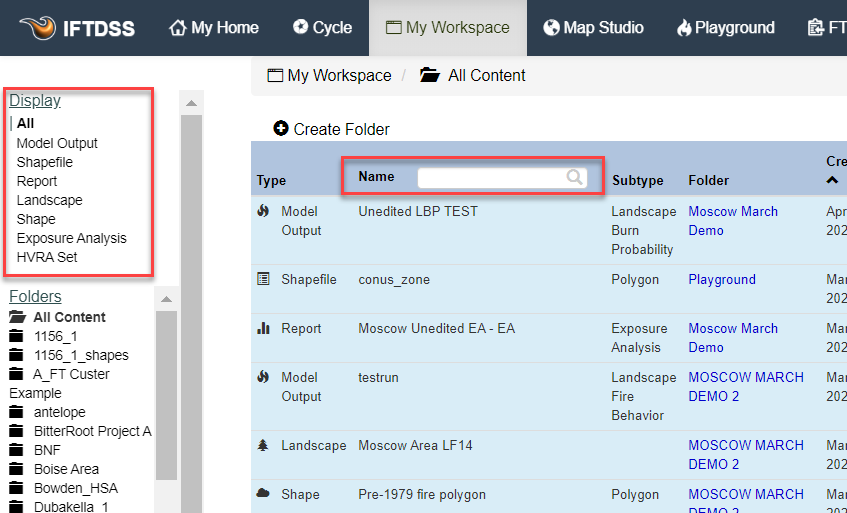 IFTDSS
My Home
Cycle
My Workspace
Map Studio
Playground
FT
My Workspace / All Content
Display
All
Model Output
Shapefile
Report
Landscape
Shape
Exposure Analysis
HVRA Set
Folders
All Content
1156_1
1156_1_shapes
A_FT Custer
Example
antelope
BitterRoot Project A
BNF
Boise Area
Bowden_HSA
Dubakella_1
Create Folder
Type Name Subtype Folder Cre
Model Unedited LBP TEST Landscape Moscow March Apr
Output Burn Demo 202
Probability
Shapefile conus_zone Polygon Playground Mar
202
Report Moscow Unedited EA - EA Exposure Moscow March Mar
Analysis Demo 202
Model testrun Landscape MOSCOW MARCH Mar
Output Fire DEMO 2 202
Behavior
Landscape Moscow Area LF14 MOSCOW MARCH Mar
DEMO 2 202
Shape Pre-1979 fire polygon Polygon MOSCOW MARCH Mar
DEMO 2 202